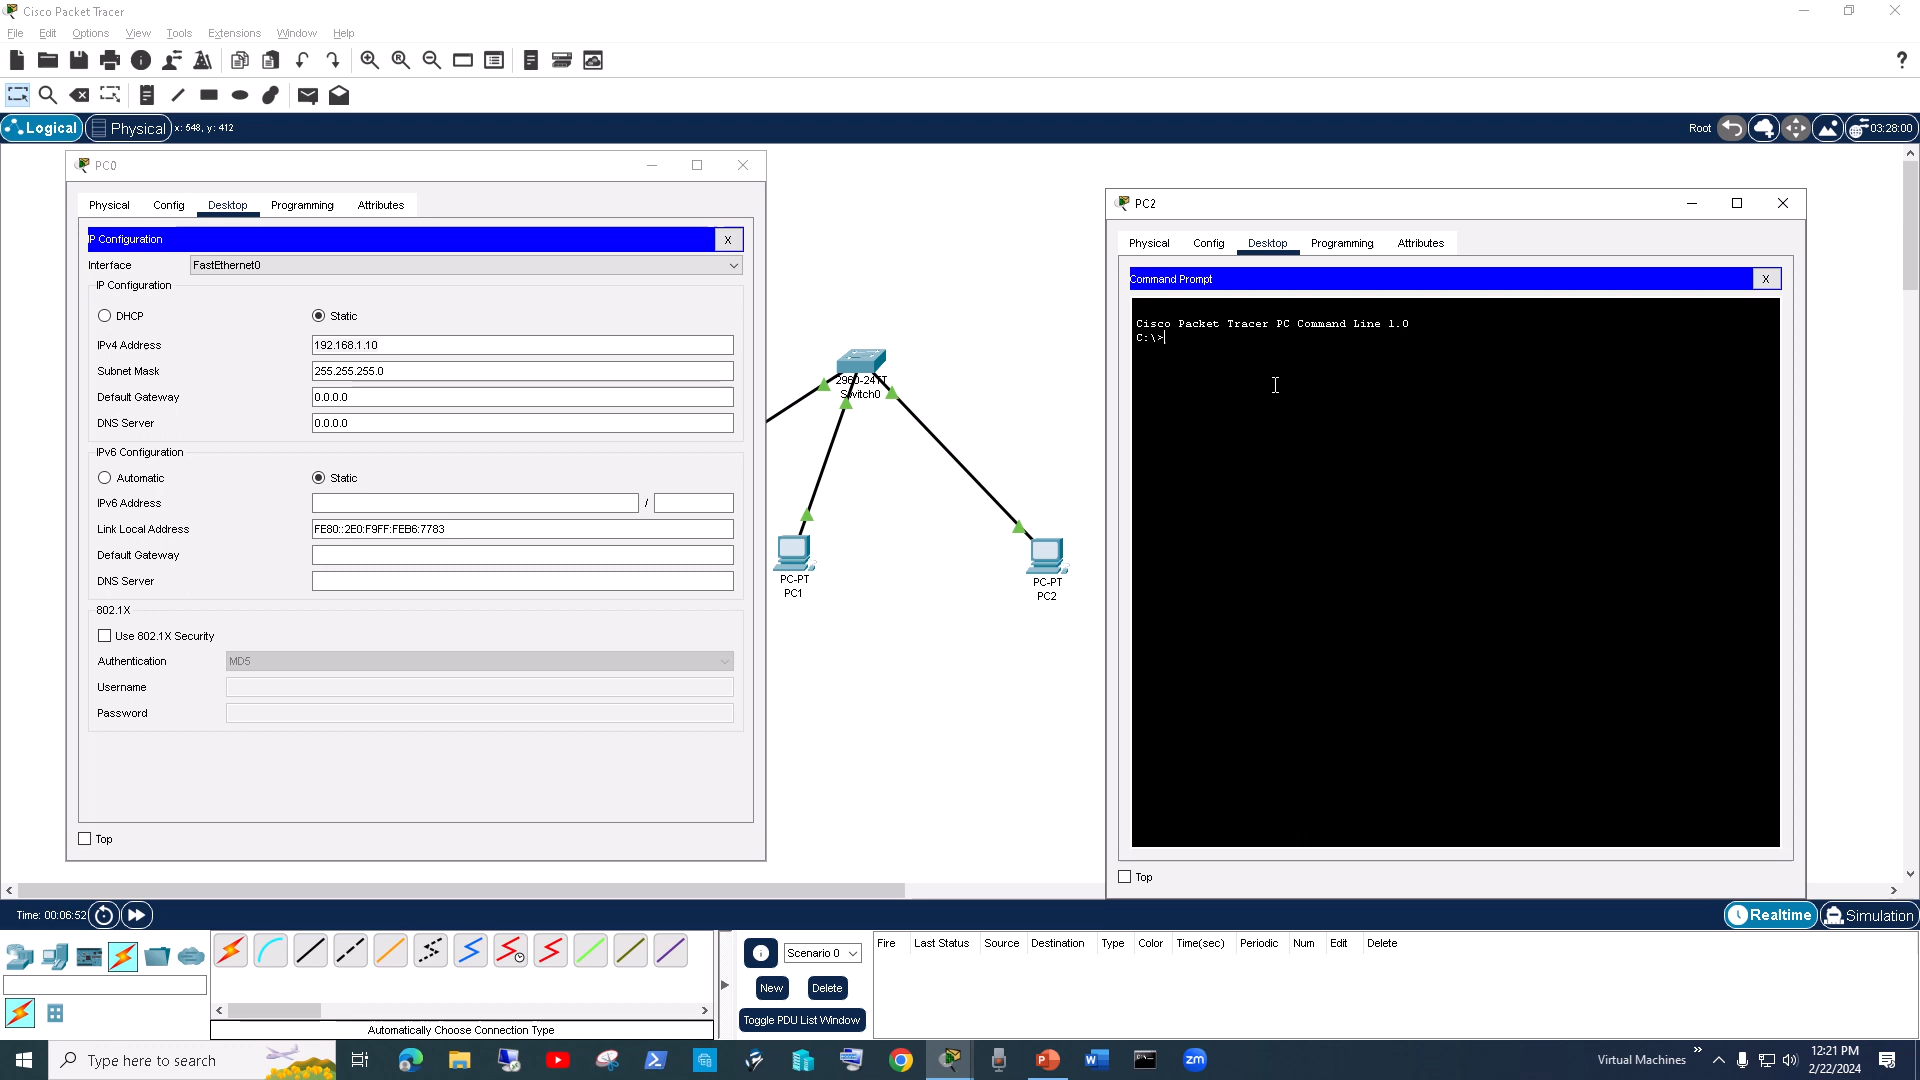 Cisco Packet Tracer
File Edit Options View Tools Extensions Window Help
Logical Physical x: 548, y: 412 Root 03:28:00
PC0
Physical Config Desktop Programming Attributes
IP Configuration X
Interface FastEthernet0
IP Configuration
DHCP Static
IPv4 Address 192.168.1.10
Subnet Mask 255.255.255.0
Default Gateway 0.0.0.0
DNS Server 0.0.0.0
IPv6 Configuration
Automatic Static
IPv6 Address /
Link Local Address FE80::2E0:F9FF:FEB6:7783
Default Gateway
DNS Server
802.1X
Use 802.1X Security
Authentication MD5
Username
Password
Top
2960-24TT
Switch0
PC-PT
PC1
PC-PT
PC2
PC2
Physical Config Desktop Programming Attributes
Command Prompt X
Cisco Packet Tracer PC Command Line 1.0
C:\>
Top
Time: 00:06:52 Realtime Simulation
Automatically Choose Connection Type
Scenario 0
New Delete
Toggle PDU List Window
Fire Last Status Source Destination Type Color Time(sec) Periodic Num Edit Delete
Type here to search
zm
Virtual Machines
12:21 PM
2/22/2024